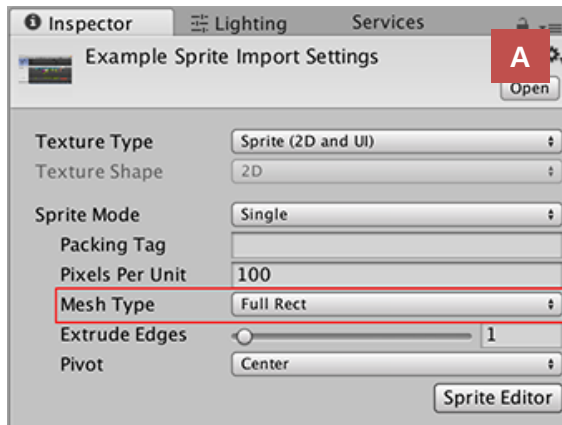 Inspector Lighting Services
Example Sprite Import Settings
A
Open
Texture Type Sprite (2D and UI)
Texture Shape 2D
Sprite Mode Single
Packing Tag
Pixels Per Unit 100
Mesh Type Full Rect
Extrude Edges 1
Pivot Center
Sprite Editor